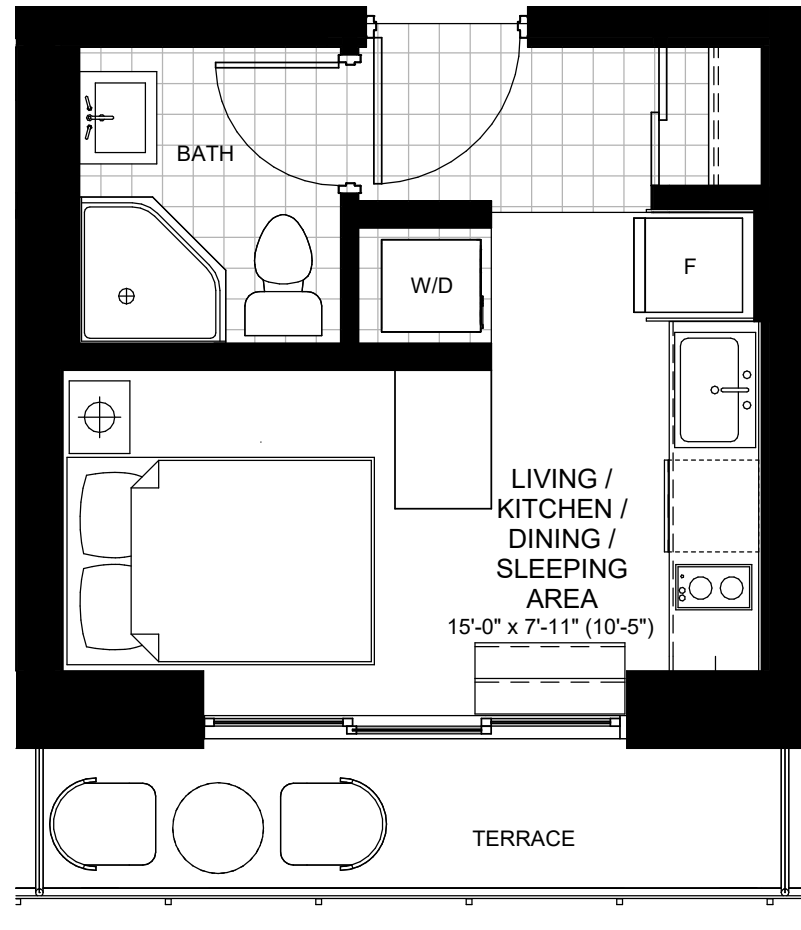 BATH
W/D
F
LIVING /
KITCHEN /
DINING /
SLEEPING
AREA
15'-0" x 7'-11" (10'-5")
TERRACE